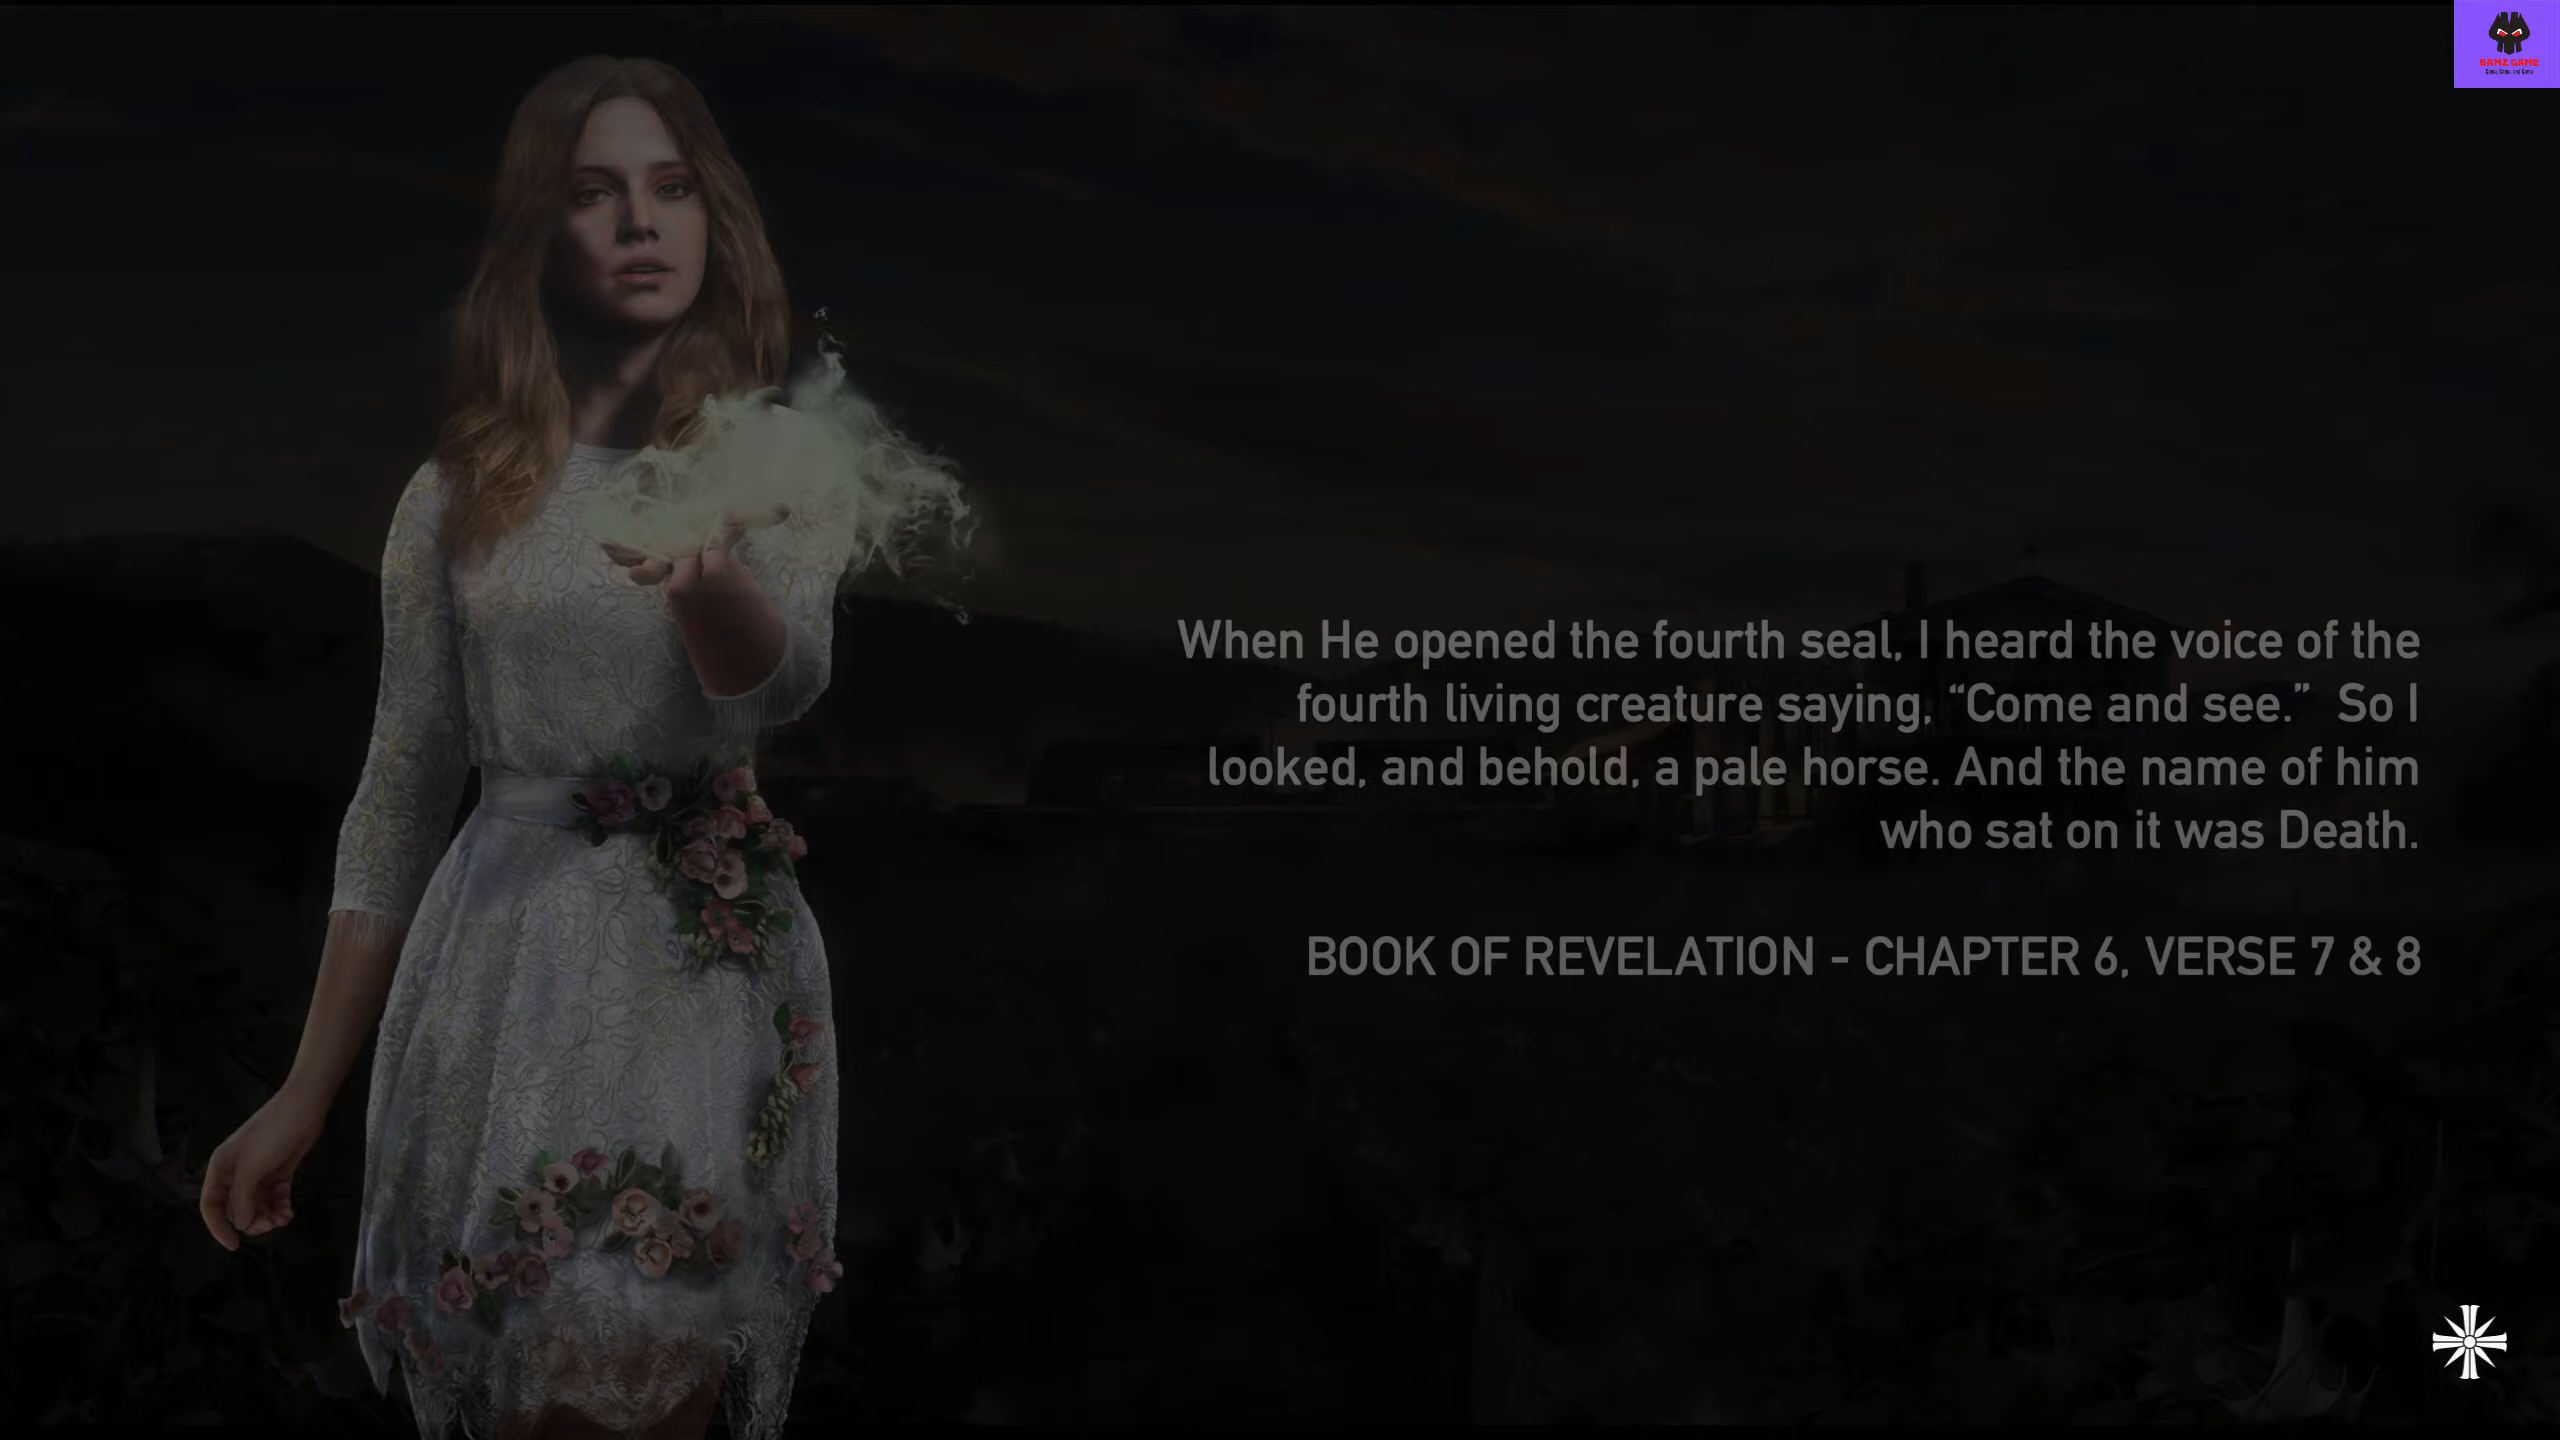 BAMZ GAME
When He opened the fourth seal, I heard the voice of the
fourth living creature saying, “Come and see.”  So I
looked, and behold, a pale horse. And the name of him
who sat on it was Death.
BOOK OF REVELATION - CHAPTER 6, VERSE 7 & 8